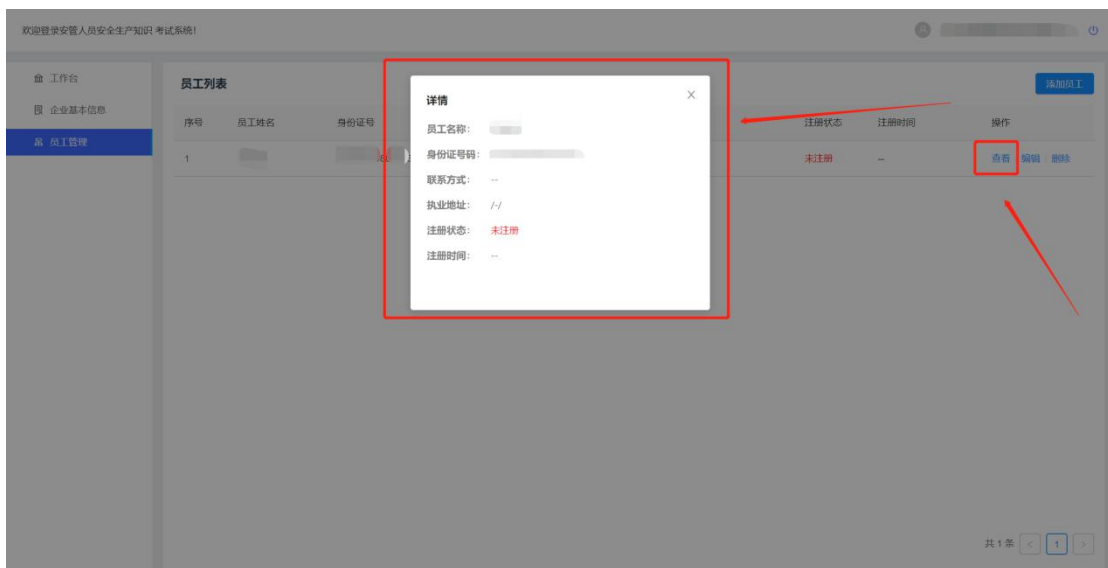 欢迎登录安管人员安全生产知识 考试系统！
工作台
企业基本信息
员工管理
员工列表
添加员工
序号 员工姓名 身份证号 注册状态 注册时间 操作
1 未注册 -- 查看 编辑 删除
详情
员工名称：
身份证号码：
联系方式： --
执业地址： /-/
注册状态： 未注册
注册时间： --
共 1 条 < 1 >